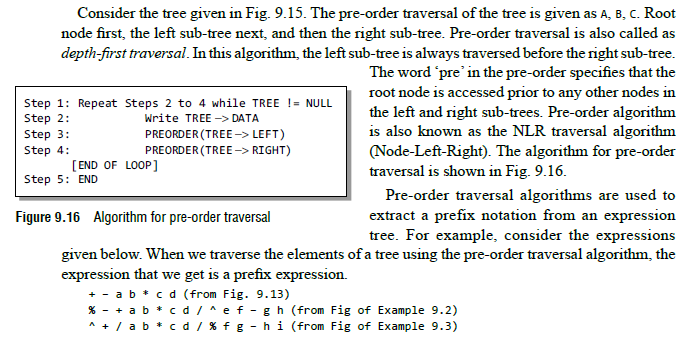 Consider the tree given in Fig. 9.15. The pre-order traversal of the tree is given as A, B, C. Root
node first, the left sub-tree next, and then the right sub-tree. Pre-order traversal is also called as
depth-first traversal. In this algorithm, the left sub-tree is always traversed before the right sub-tree.
The word ‘pre’ in the pre-order specifies that the
root node is accessed prior to any other nodes in
the left and right sub-trees. Pre-order algorithm
is also known as the NLR traversal algorithm
(Node-Left-Right). The algorithm for pre-order
traversal is shown in Fig. 9.16.
Step 1: Repeat Steps 2 to 4 while TREE != NULL
Step 2: Write TREE -> DATA
Step 3: PREORDER(TREE -> LEFT)
Step 4: PREORDER(TREE -> RIGHT)
[END OF LOOP]
Step 5: END
Figure 9.16 Algorithm for pre-order traversal
Pre-order traversal algorithms are used to
extract a prefix notation from an expression
tree. For example, consider the expressions
given below. When we traverse the elements of a tree using the pre-order traversal algorithm, the
expression that we get is a prefix expression.
+ - a b * c d (from Fig. 9.13)
% - + a b * c d / ^ e f - g h (from Fig of Example 9.2)
^ + / a b * c d / % f g - h i (from Fig of Example 9.3)